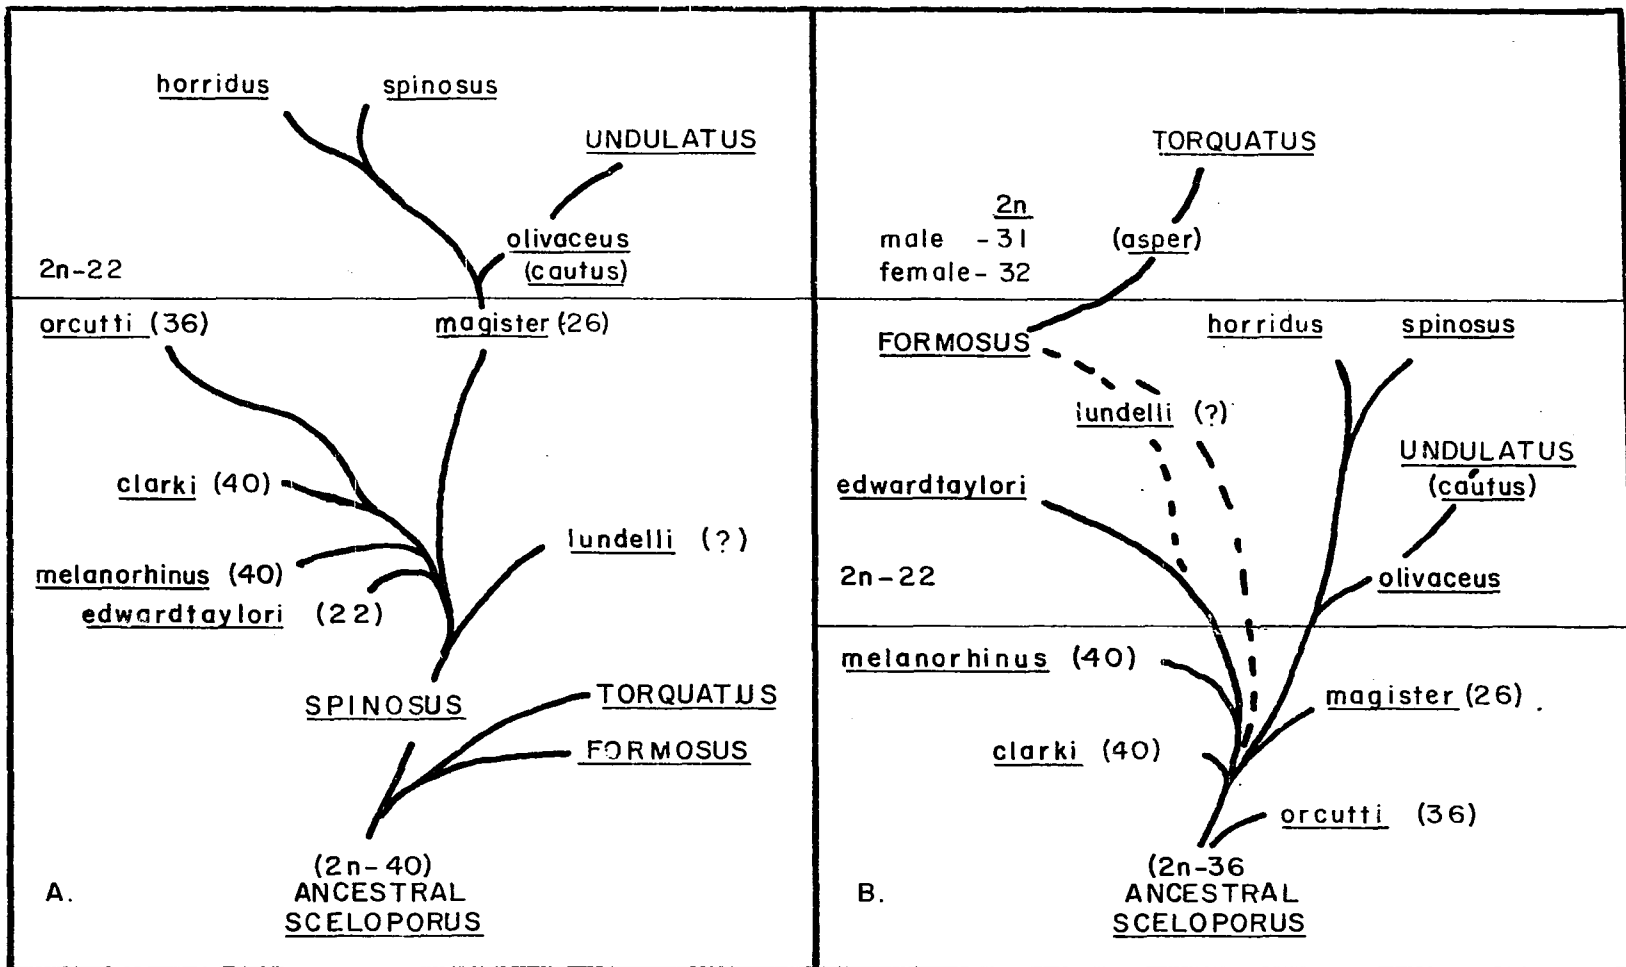 horridus
spinosus
UNDULATUS
olivaceus
(cautus)
2n-22
orcutti (36)
magister (26)
clarki (40)
lundelli (?)
melanorhinus (40)
edwardtaylori (22)
SPINOSUS
TORQUATUS
FORMOSUS
(2n-40)
ANCESTRAL
SCELOPORUS
A.
TORQUATUS
2n
male -31
female-32
(asper)
FORMOSUS
horridus
spinosus
lundelli (?)
UNDULATUS
(cautus)
edwardtaylori
2n-22
olivaceus
melanorhinus (40)
magister (26)
clarki (40)
orcutti (36)
(2n-36
ANCESTRAL
SCELOPORUS
B.